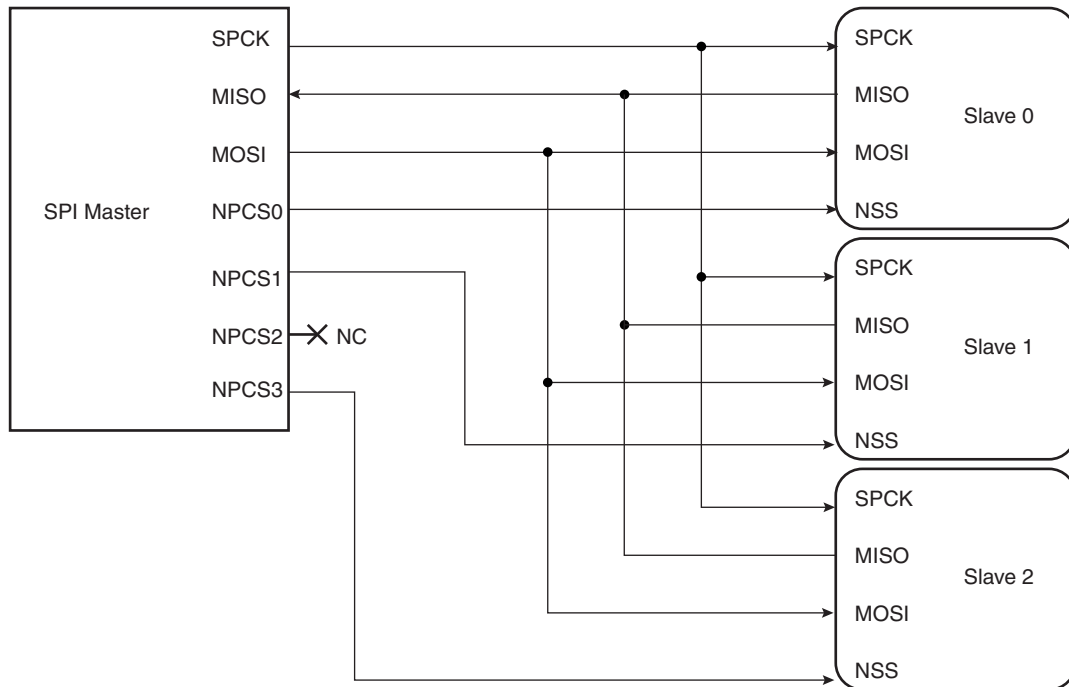 SPI Master
SPCK
MISO
MOSI
NPCS0
NPCS1
NPCS2
NC
NPCS3
SPCK
MISO
Slave 0
MOSI
NSS
SPCK
MISO
Slave 1
MOSI
NSS
SPCK
MISO
Slave 2
MOSI
NSS